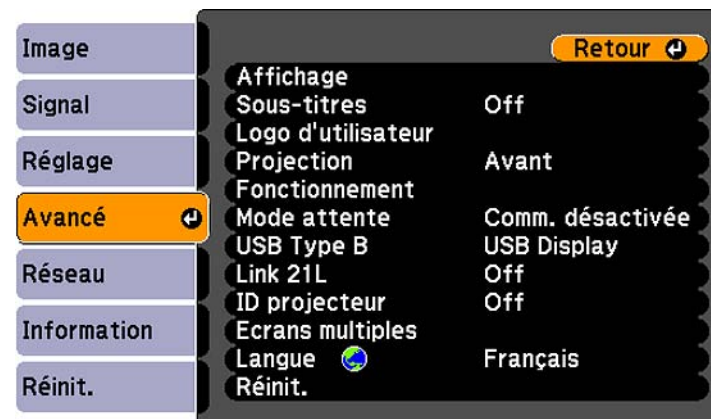 Image
Signal
Réglage
Avancé
Réseau
Information
Réinit.
Retour
Affichage
Sous-titres Off
Logo d'utilisateur
Projection Avant
Fonctionnement
Mode attente Comm. désactivée
USB Type B USB Display
Link 21L Off
ID projecteur Off
Ecrans multiples
Langue Français
Réinit.